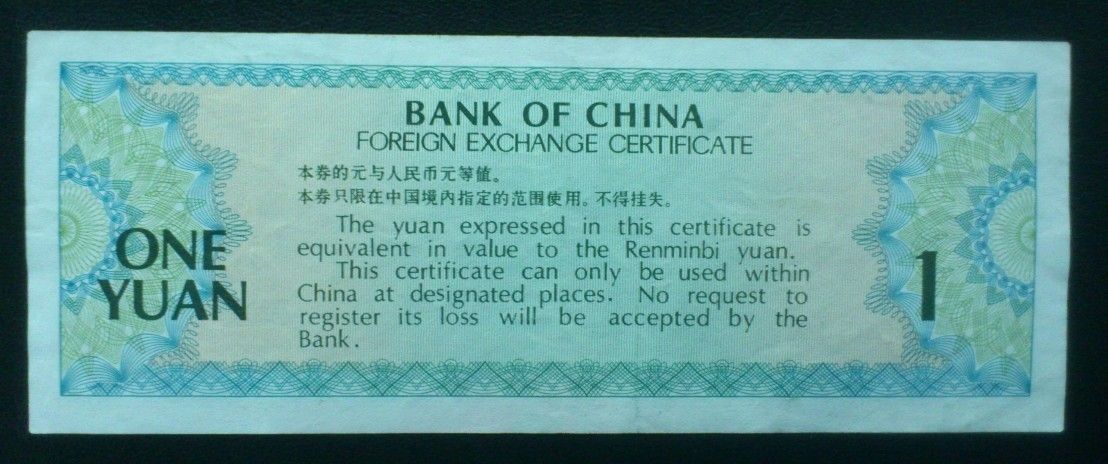 BANK OF CHINA
FOREIGN EXCHANGE CERTIFICATE
本券的元与人民币元等值。
本券只限在中国境内指定的范围使用。不得挂失。
The yuan expressed in this certificate is
equivalent in value to the Renminbi yuan.
This certificate can only be used within
China at designated places. No request to
register its loss will be accepted by the
Bank.
ONE
YUAN
1